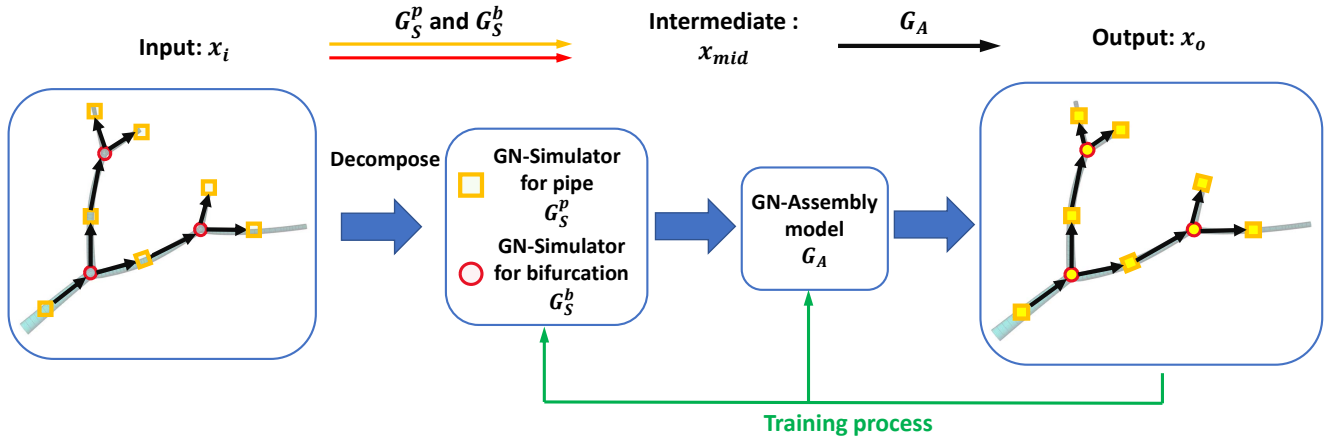 Input: x_i
G_S^p and G_S^b
Intermediate :
x_mid
G_A
Output: x_o
Decompose
GN-Simulator
for pipe
G_S^p
GN-Simulator
for bifurcation
G_S^b
GN-Assembly
model
G_A
Training process